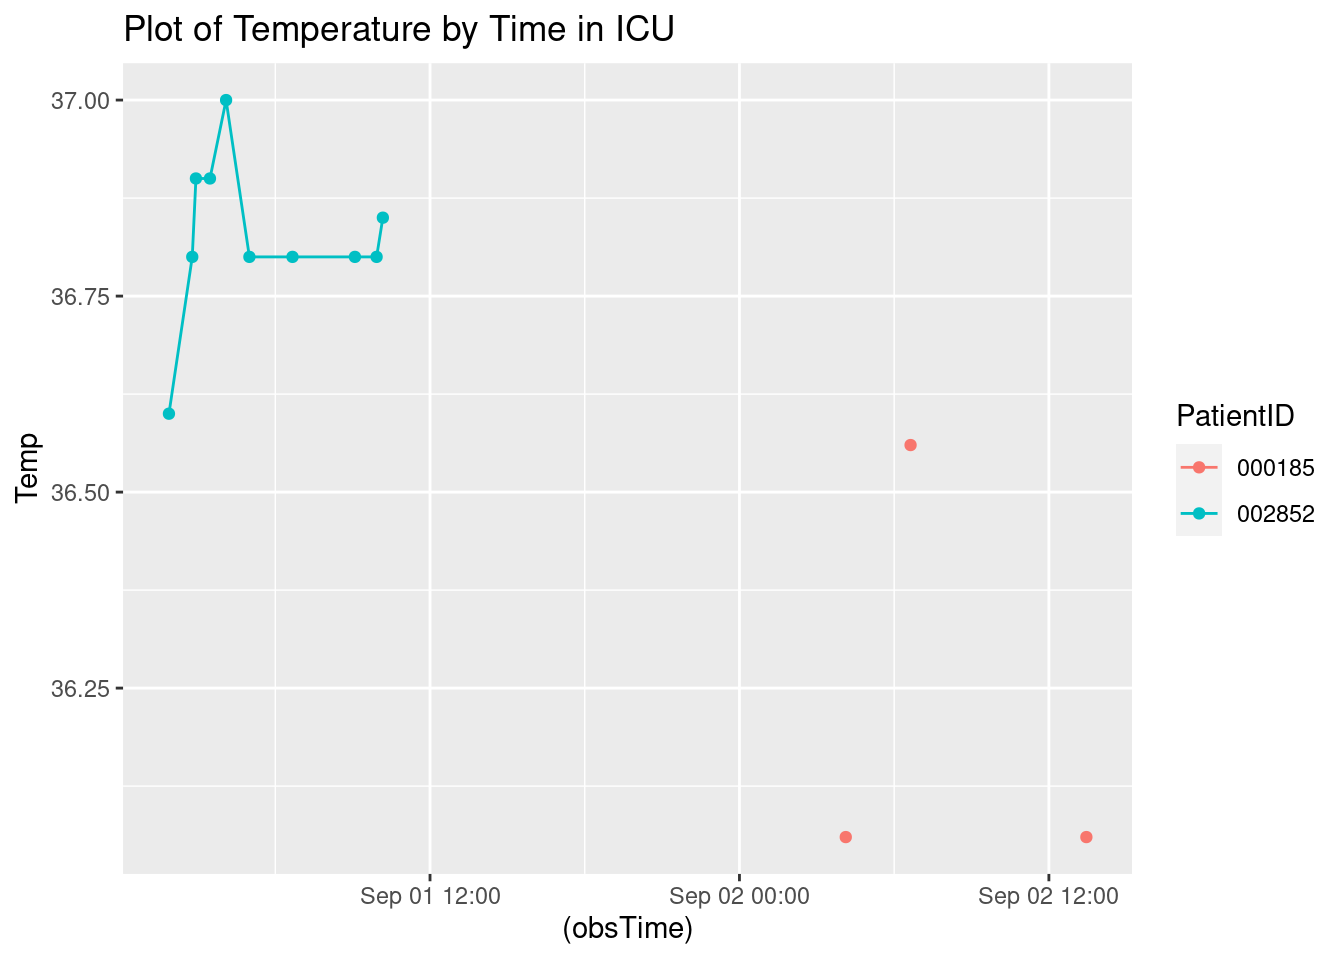 Plot of Temperature by Time in ICU
37.00
36.75
36.50
36.25
Temp
Sep 01 12:00
Sep 02 00:00
Sep 02 12:00
(obsTime)
PatientID
000185
002852